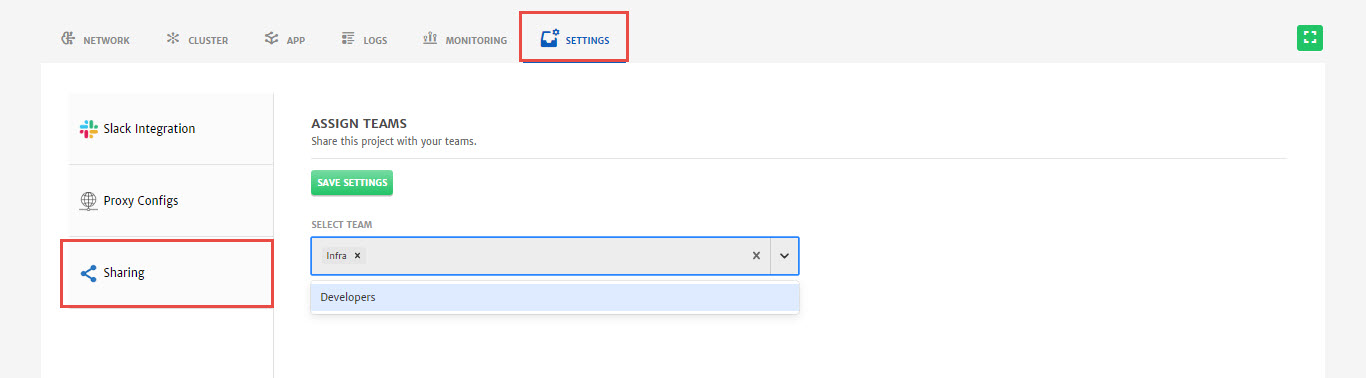 NETWORK CLUSTER APP LOGS MONITORING SETTINGS
Slack Integration
Proxy Configs
Sharing
ASSIGN TEAMS
Share this project with your teams.
SAVE SETTINGS
SELECT TEAM
Infra
Developers